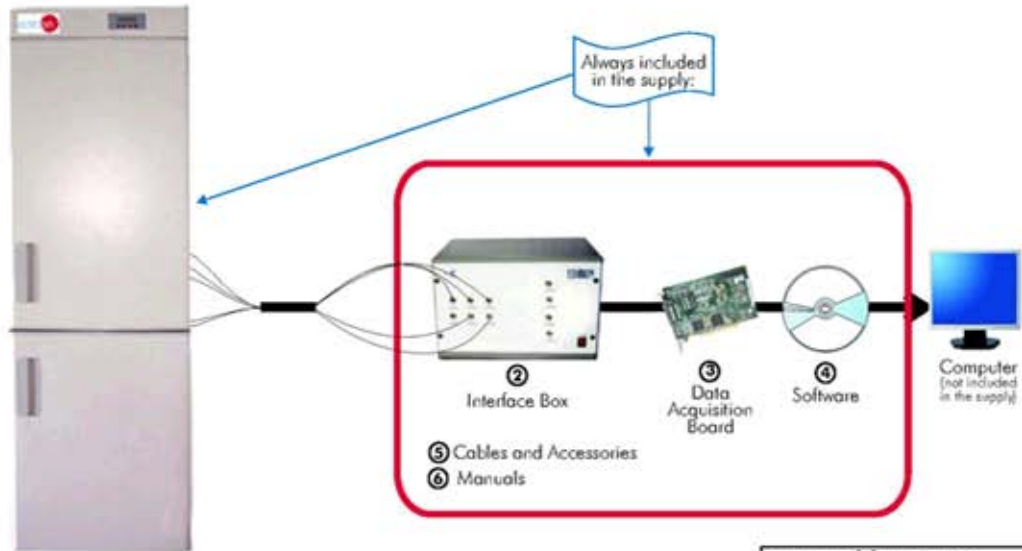 Always included
in the supply:
②
Interface Box
③
Data
Acquisition
Board
④
Software
Computer
(not included
in the supply)
⑤ Cables and Accessories
⑥ Manuals